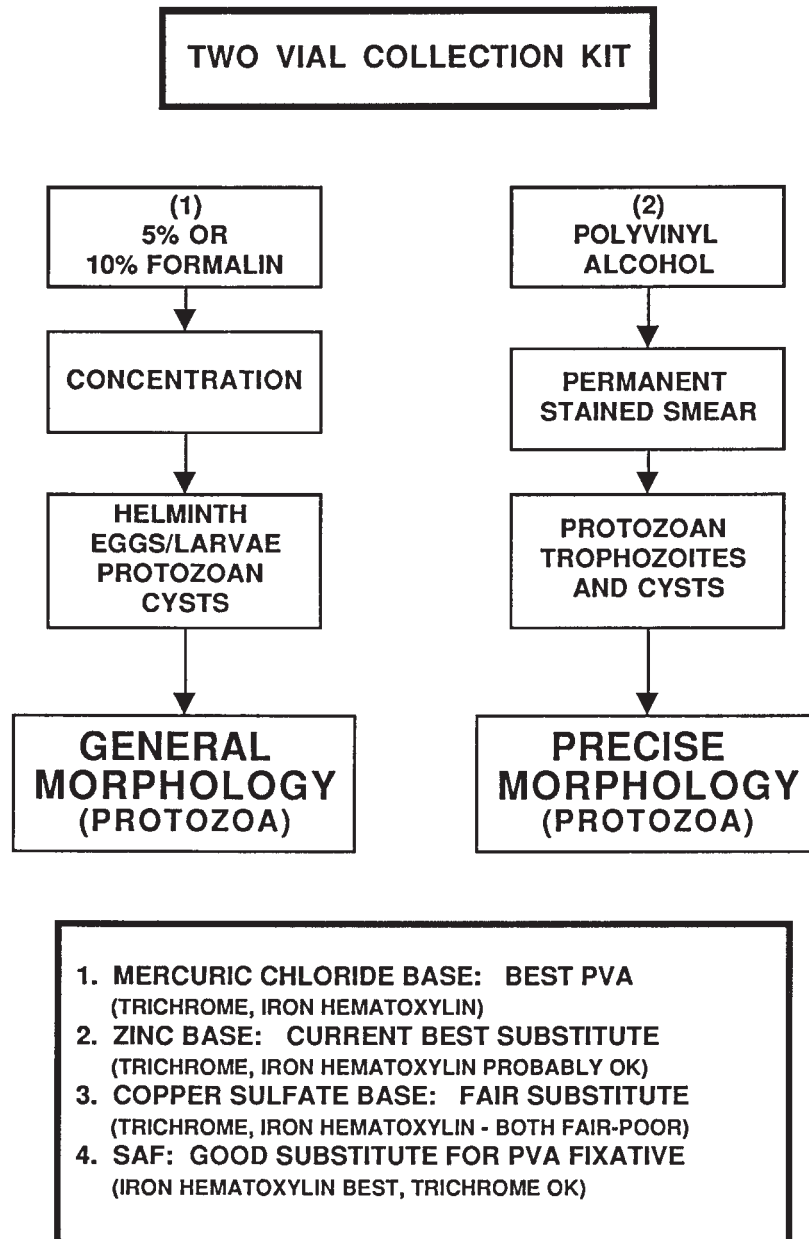 TWO VIAL COLLECTION KIT
(1)
5% OR
10% FORMALIN
CONCENTRATION
HELMINTH
EGGS/LARVAE
PROTOZOAN
CYSTS
GENERAL
MORPHOLOGY
(PROTOZOA)
(2)
POLYVINYL
ALCOHOL
PERMANENT
STAINED SMEAR
PROTOZOAN
TROPHOZOITES
AND CYSTS
PRECISE
MORPHOLOGY
(PROTOZOA)
1. MERCURIC CHLORIDE BASE: BEST PVA
(TRICHROME, IRON HEMATOXYLIN)
2. ZINC BASE: CURRENT BEST SUBSTITUTE
(TRICHROME, IRON HEMATOXYLIN PROBABLY OK)
3. COPPER SULFATE BASE: FAIR SUBSTITUTE
(TRICHROME, IRON HEMATOXYLIN - BOTH FAIR-POOR)
4. SAF: GOOD SUBSTITUTE FOR PVA FIXATIVE
(IRON HEMATOXYLIN BEST, TRICHROME OK)